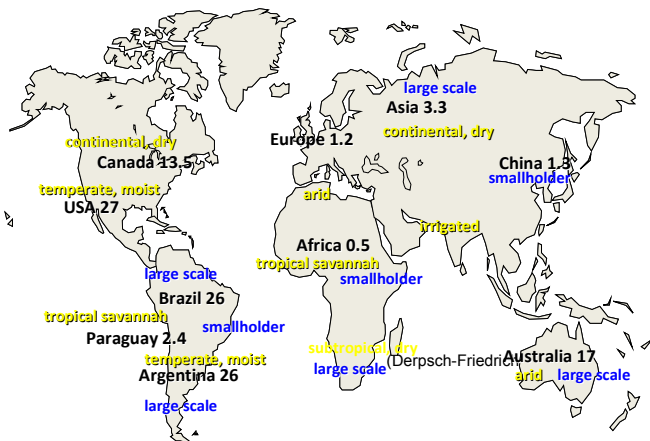 large scale
Asia 3.3
continental, dry
Europe 1.2
continental, dry
Canada 13.5
China 1.3
smallholder
temperate, moist
USA 27
arid
irrigated
Africa 0.5
tropical savannah
smallholder
large scale
Brazil 26
tropical savannah
smallholder
Paraguay 2.4
subtropical, dry
(Derpsch-Friedrich
Australia 17
temperate, moist
Argentina 26
large scale
arid
large scale
large scale